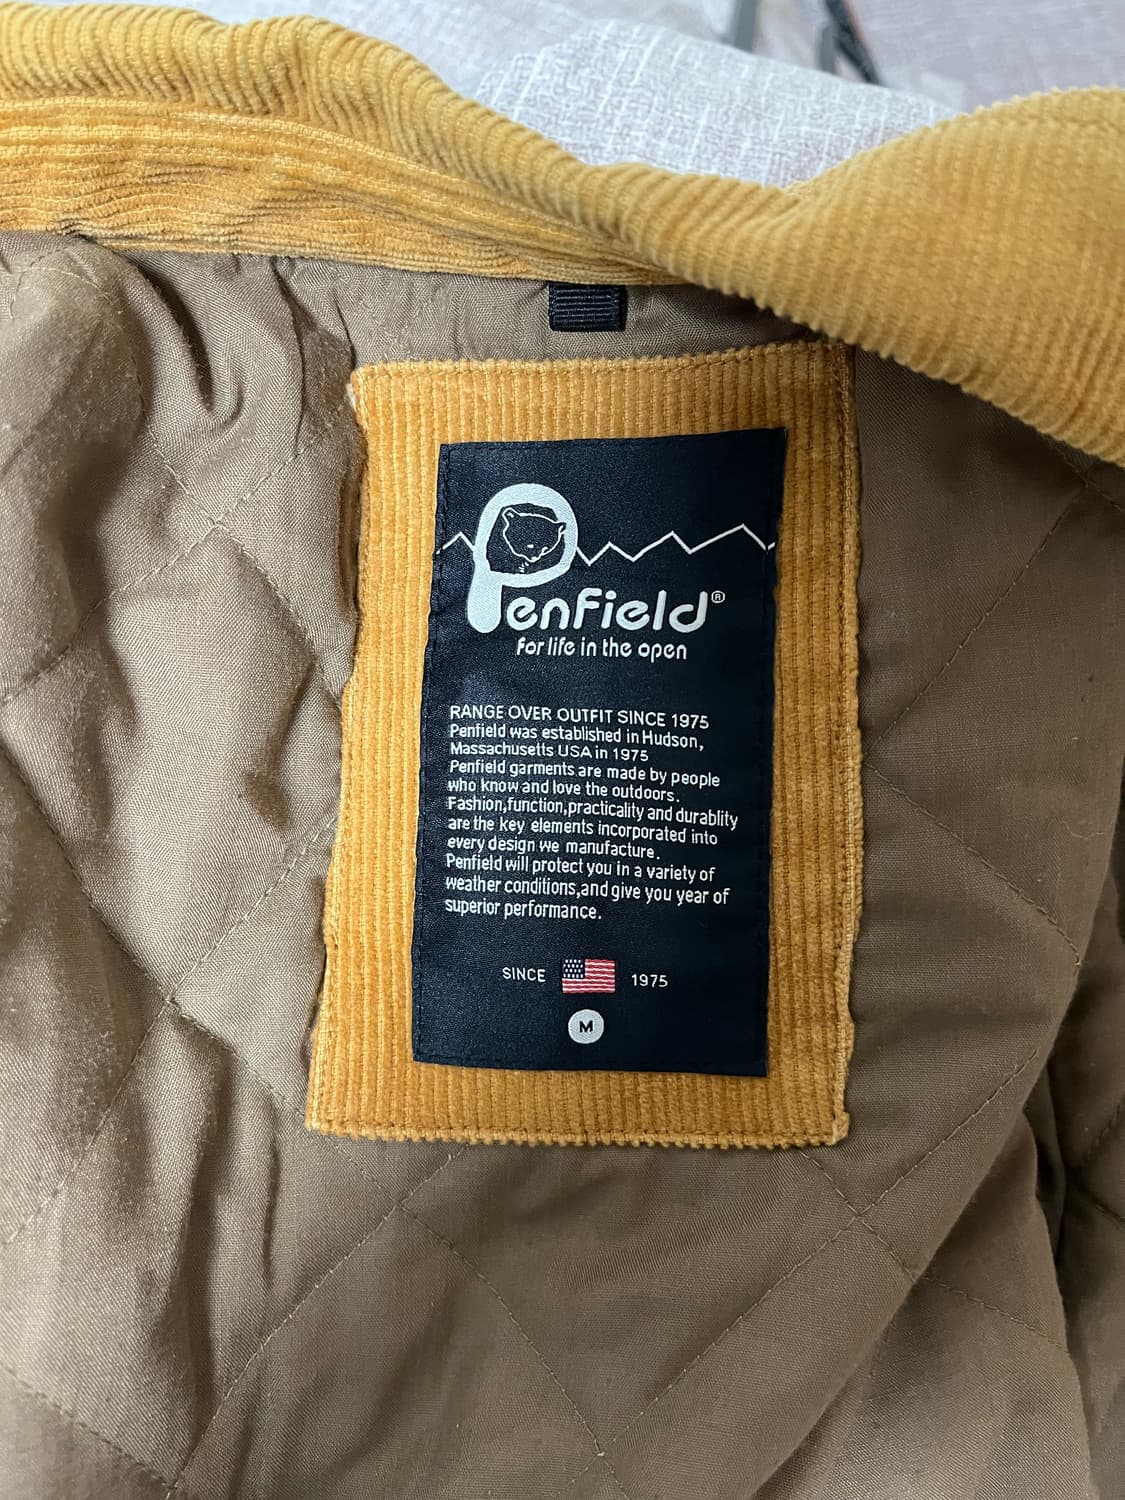 Penfield®
for life in the open
RANGE OVER OUTFIT SINCE 1975
Penfield was established in Hudson,
Massachusetts USA in 1975
Penfield garments are made by people
who know and love the outdoors.
Fashion,function,practicality and durablity
are the key elements incorporated into
every design we manufacture.
Penfield will protect you in a variety of
weather conditions,and give you year of
superior performance.
SINCE 1975
M